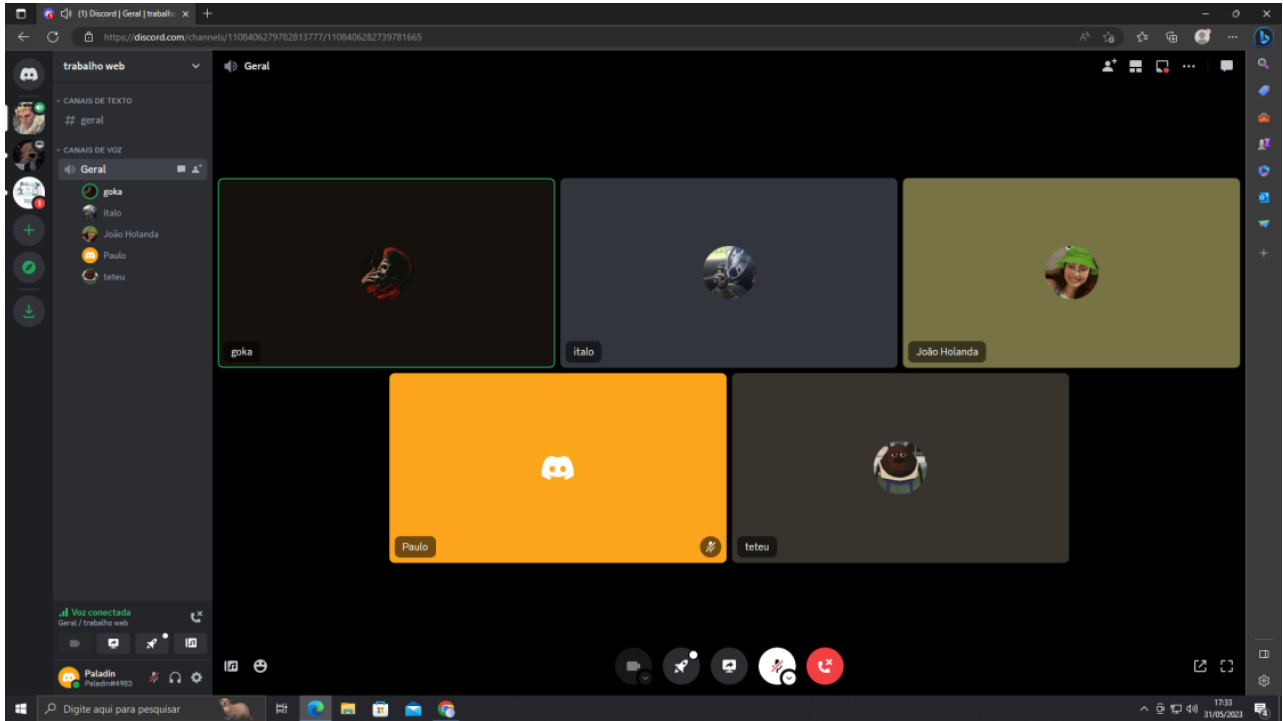 (1) Discord | Geral | trabalho
https://discord.com/channels/1108406279782813777/1108406282739781665
trabalho web
Geral
CANAIS DE TEXTO
# geral
CANAIS DE VOZ
Geral
goka
italo
João Holanda
Paulo
teteu
1
goka
italo
João Holanda
Paulo
teteu
Voz conectada
Geral / trabalho web
Paladin
Paladin#4983
Digite aqui para pesquisar
17:33
31/05/2023
4